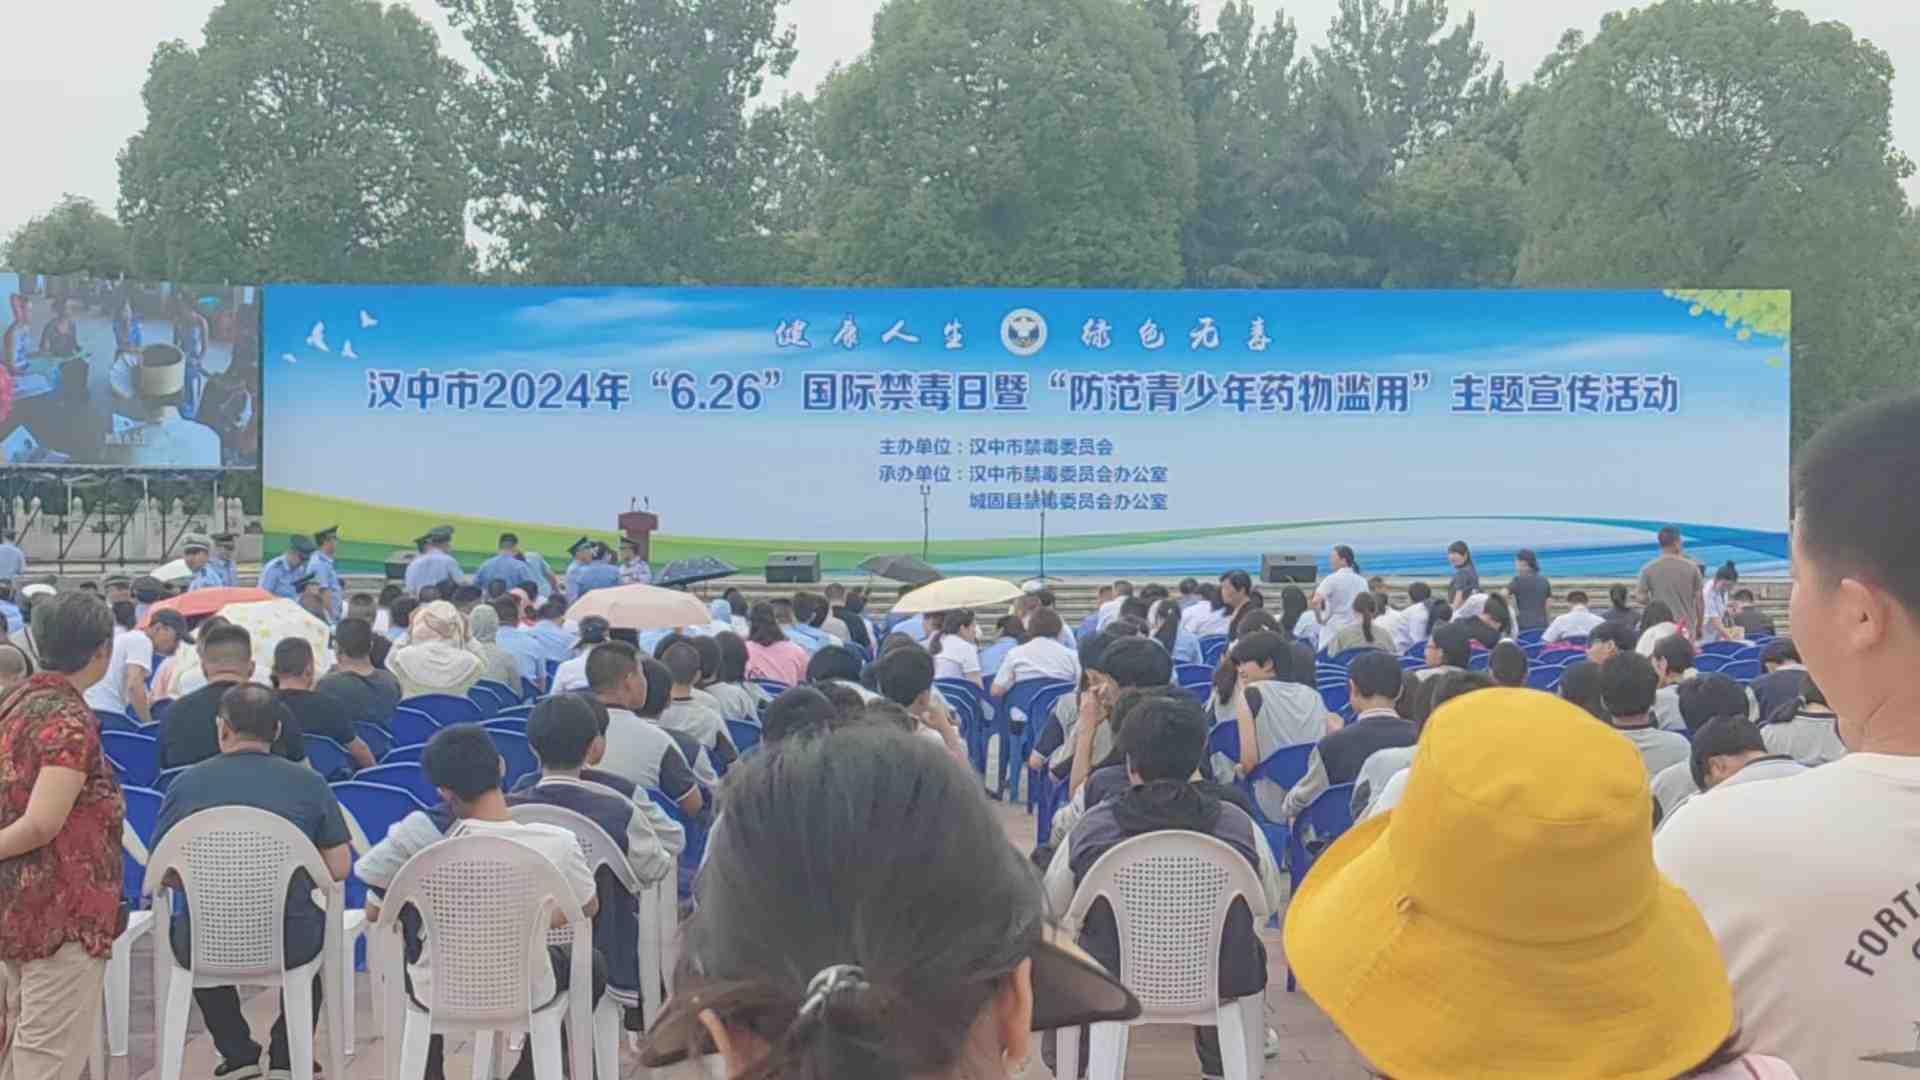 健康人生 绿色无毒
汉中市2024年“6.26”国际禁毒日暨“防范青少年药物滥用”主题宣传活动
主办单位：汉中市禁毒委员会
承办单位：汉中市禁毒委员会办公室
城固县禁毒委员会办公室